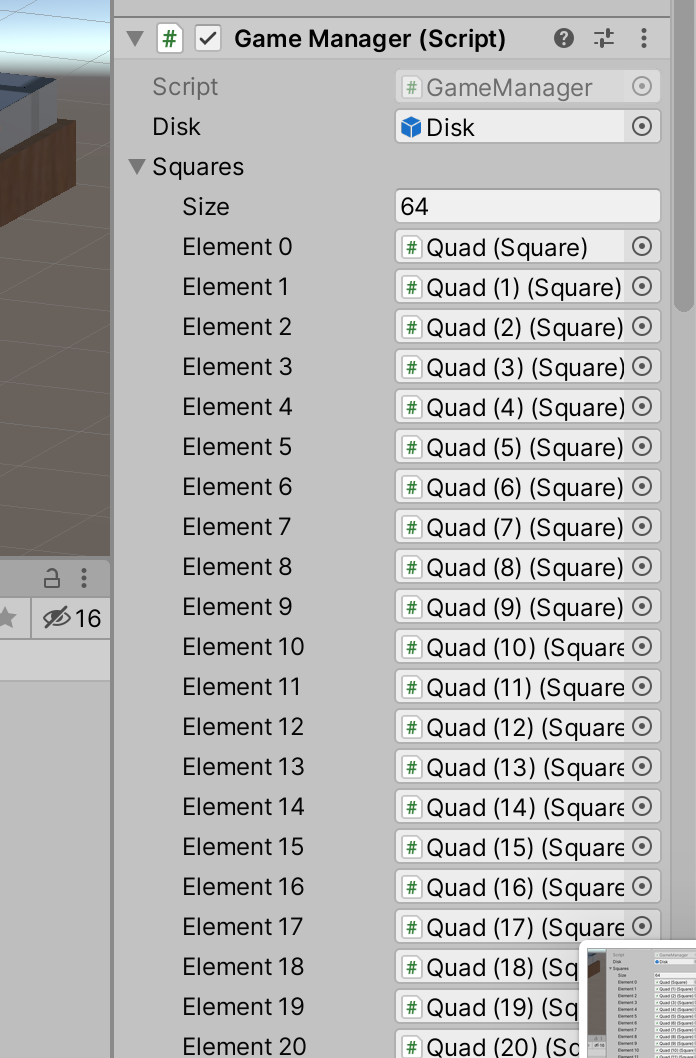 # Game Manager (Script)
Script # GameManager
Disk Disk
Squares
Size 64
Element 0 # Quad (Square)
Element 1 # Quad (1) (Square)
Element 2 # Quad (2) (Square)
Element 3 # Quad (3) (Square)
Element 4 # Quad (4) (Square)
Element 5 # Quad (5) (Square)
Element 6 # Quad (6) (Square)
Element 7 # Quad (7) (Square)
Element 8 # Quad (8) (Square)
Element 9 # Quad (9) (Square)
16
Element 10 # Quad (10) (Square
Element 11 # Quad (11) (Square
Element 12 # Quad (12) (Square
Element 13 # Quad (13) (Square
Element 14 # Quad (14) (Square
Element 15 # Quad (15) (Square
Element 16 # Quad (16) (Square
Element 17 # Quad (17) (Square
Element 18 # Quad (18) (Sq
Element 19 # Quad (19) (Sq
Element 20 # Quad (20) (Sq